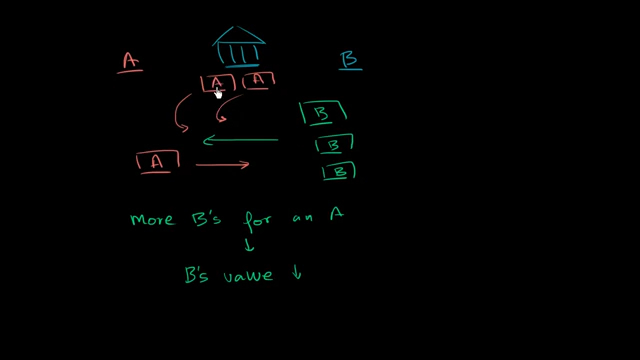 A B
A A
B
B
A B
More B's for an A
B's value ↓